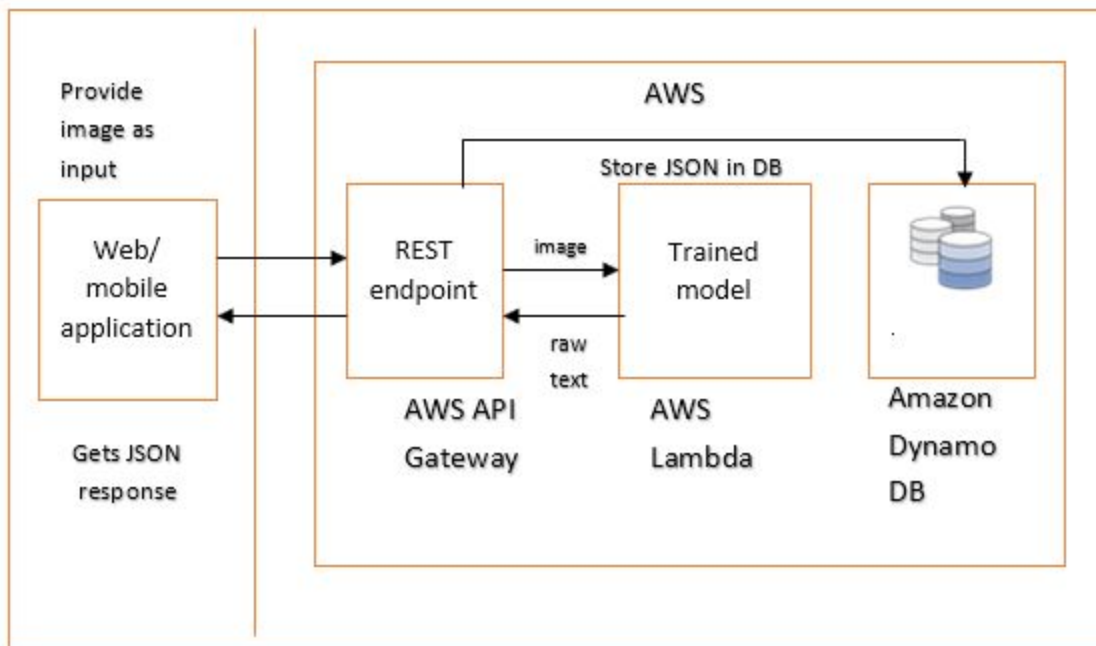 Provide
image as
input
Web/
mobile
application
Gets JSON
response
AWS
Store JSON in DB
REST
endpoint
image
raw
text
Trained
model
AWS API
Gateway
AWS
Lambda
Amazon
Dynamo
DB